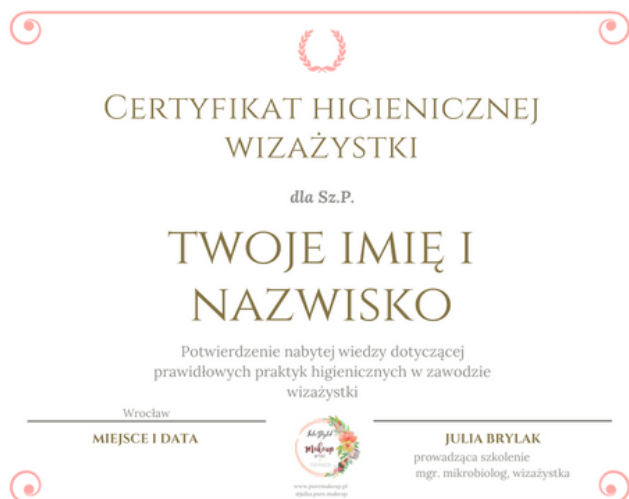 CERTYFIKAT HIGIENICZNEJ
WIZAŻYSTKI
dla Sz.P.
TWOJE IMIĘ I
NAZWISKO
Potwierdzenie nabytej wiedzy dotyczącej
prawidłowych praktyk higienicznych w zawodzie
wizażystki
Wrocław
MIEJSCE I DATA
Makeup
JULIA BRYLAK
prowadząca szkolenie
mgr. mikrobiolog, wizażystka